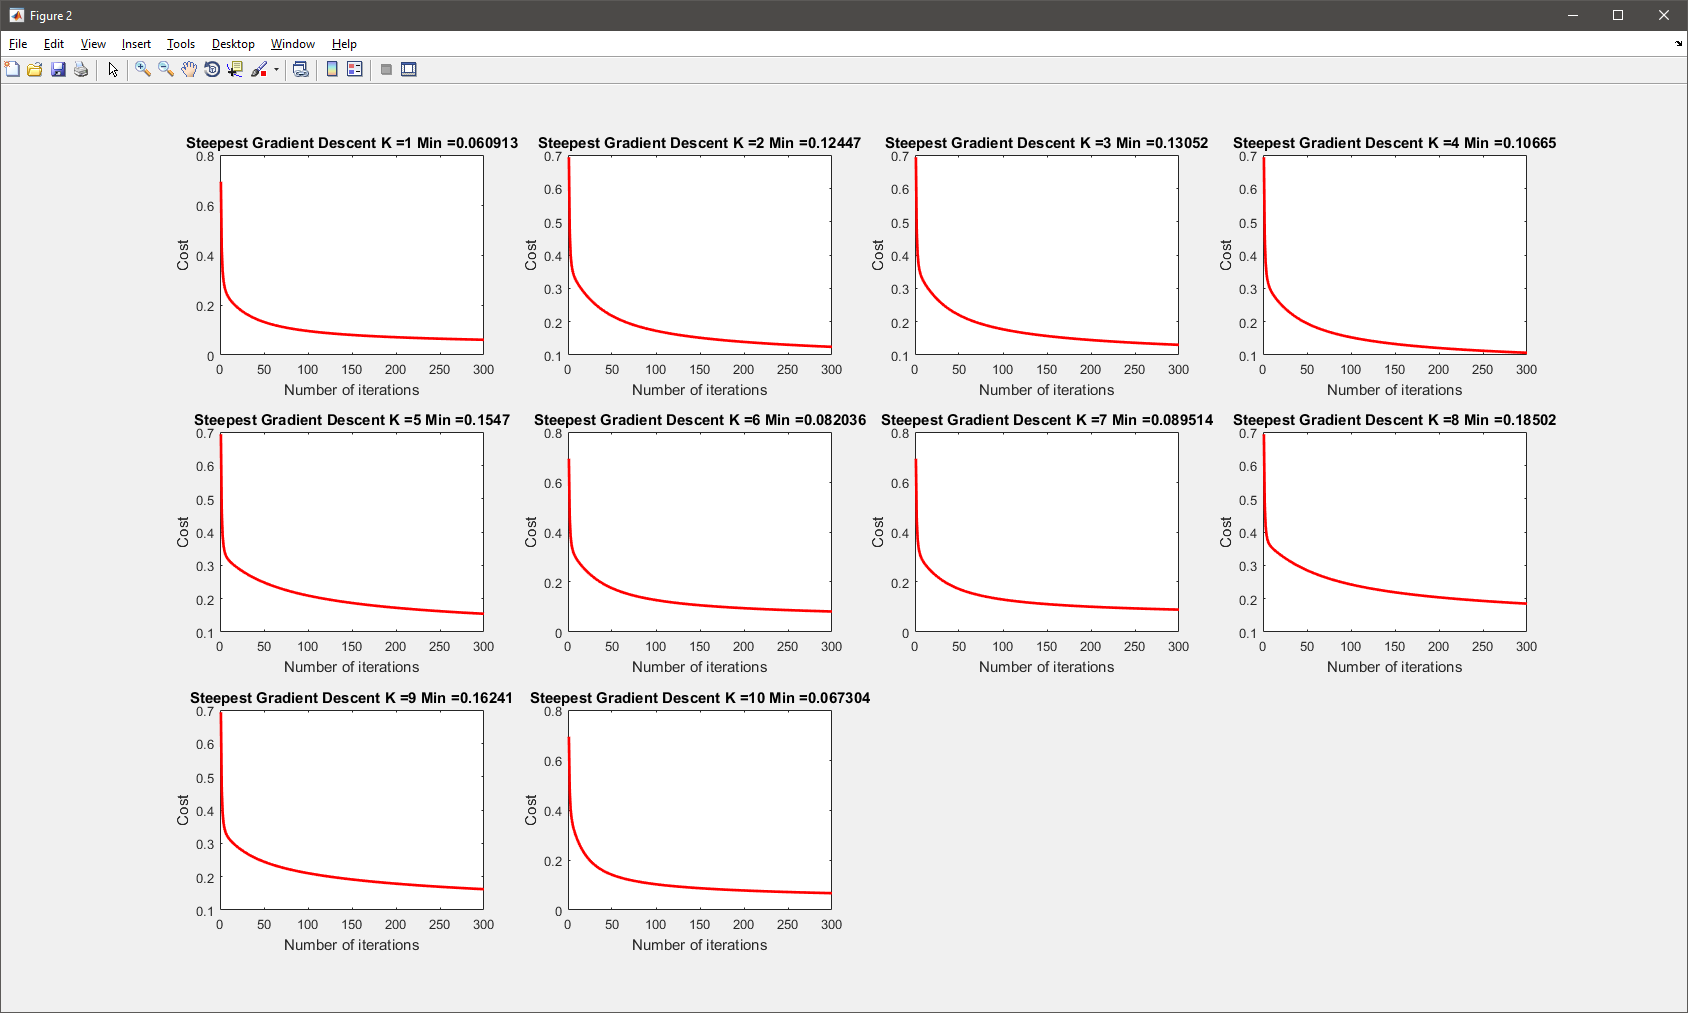 Figure 2
File Edit View Insert Tools Desktop Window Help
Steepest Gradient Descent K =1 Min =0.060913
0.8
0.6
0.4
0.2
0
Cost
0 50 100 150 200 250 300
Number of iterations
Steepest Gradient Descent K =2 Min =0.12447
0.7
0.6
0.5
0.4
0.3
0.2
0.1
Cost
0 50 100 150 200 250 300
Number of iterations
Steepest Gradient Descent K =3 Min =0.13052
0.7
0.6
0.5
0.4
0.3
0.2
0.1
Cost
0 50 100 150 200 250 300
Number of iterations
Steepest Gradient Descent K =4 Min =0.10665
0.7
0.6
0.5
0.4
0.3
0.2
0.1
Cost
0 50 100 150 200 250 300
Number of iterations
Steepest Gradient Descent K =5 Min =0.1547
0.7
0.6
0.5
0.4
0.3
0.2
0.1
Cost
0 50 100 150 200 250 300
Number of iterations
Steepest Gradient Descent K =6 Min =0.082036
0.8
0.6
0.4
0.2
0
Cost
0 50 100 150 200 250 300
Number of iterations
Steepest Gradient Descent K =7 Min =0.089514
0.8
0.6
0.4
0.2
0
Cost
0 50 100 150 200 250 300
Number of iterations
Steepest Gradient Descent K =8 Min =0.18502
0.7
0.6
0.5
0.4
0.3
0.2
0.1
Cost
0 50 100 150 200 250 300
Number of iterations
Steepest Gradient Descent K =9 Min =0.16241
0.7
0.6
0.5
0.4
0.3
0.2
0.1
Cost
0 50 100 150 200 250 300
Number of iterations
Steepest Gradient Descent K =10 Min =0.067304
0.8
0.6
0.4
0.2
0
Cost
0 50 100 150 200 250 300
Number of iterations